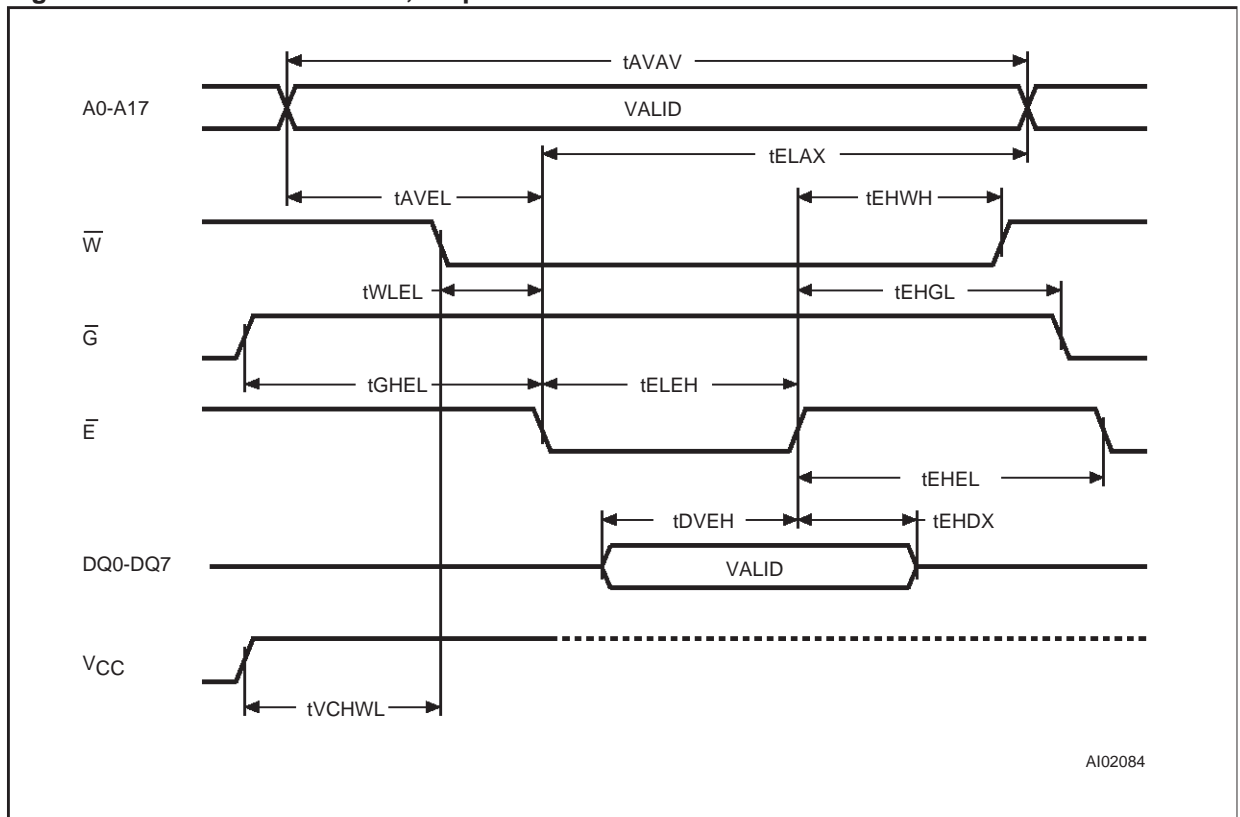 tAVAV
A0-A17
VALID
tELAX
tAVEL
tEHWH
W
tWLEL
tEHGL
G
tGHEL
tELEH
E
tEHEL
tDVEH
tEHDX
DQ0-DQ7
VALID
VCC
tVCHWL
AI02084